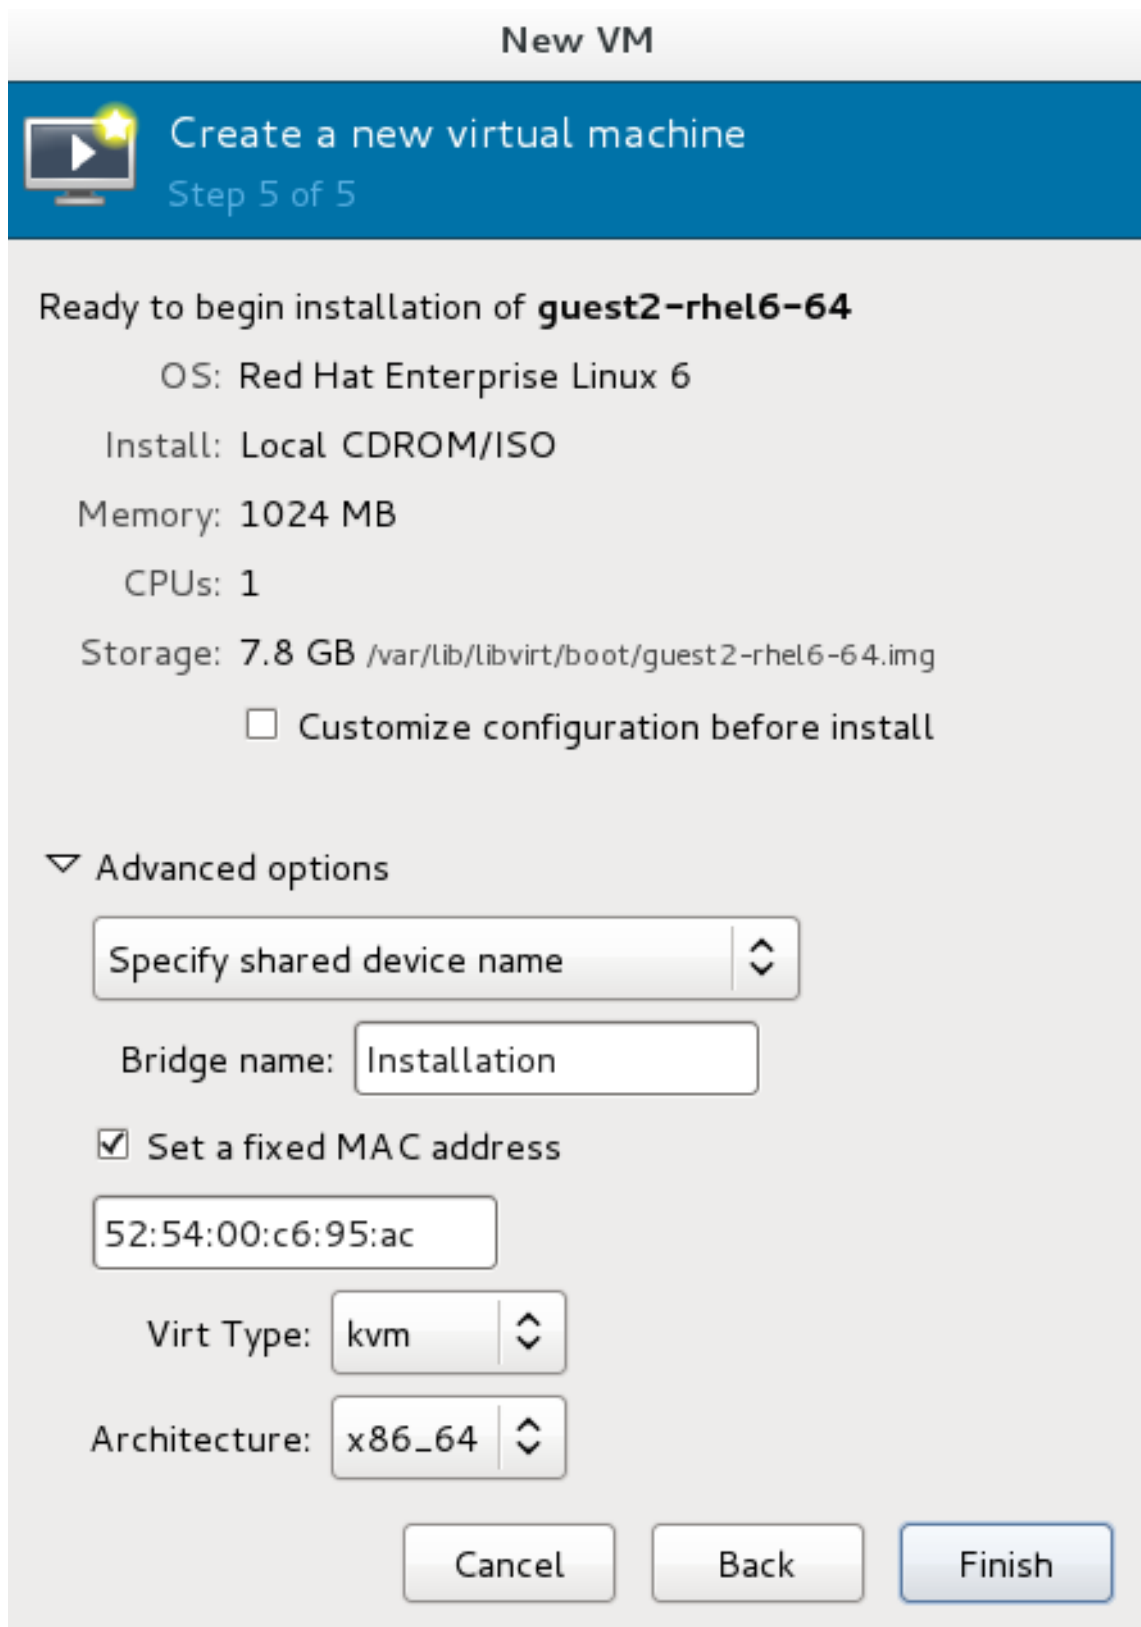 New VM
Create a new virtual machine
Step 5 of 5
Ready to begin installation of guest2-rhel6-64
OS: Red Hat Enterprise Linux 6
Install: Local CDROM/ISO
Memory: 1024 MB
CPUs: 1
Storage: 7.8 GB /var/lib/libvirt/boot/guest2-rhel6-64.img
Customize configuration before install
Advanced options
Specify shared device name
Bridge name: Installation
Set a fixed MAC address
52:54:00:c6:95:ac
Virt Type: kvm
Architecture: x86_64
Cancel Back Finish